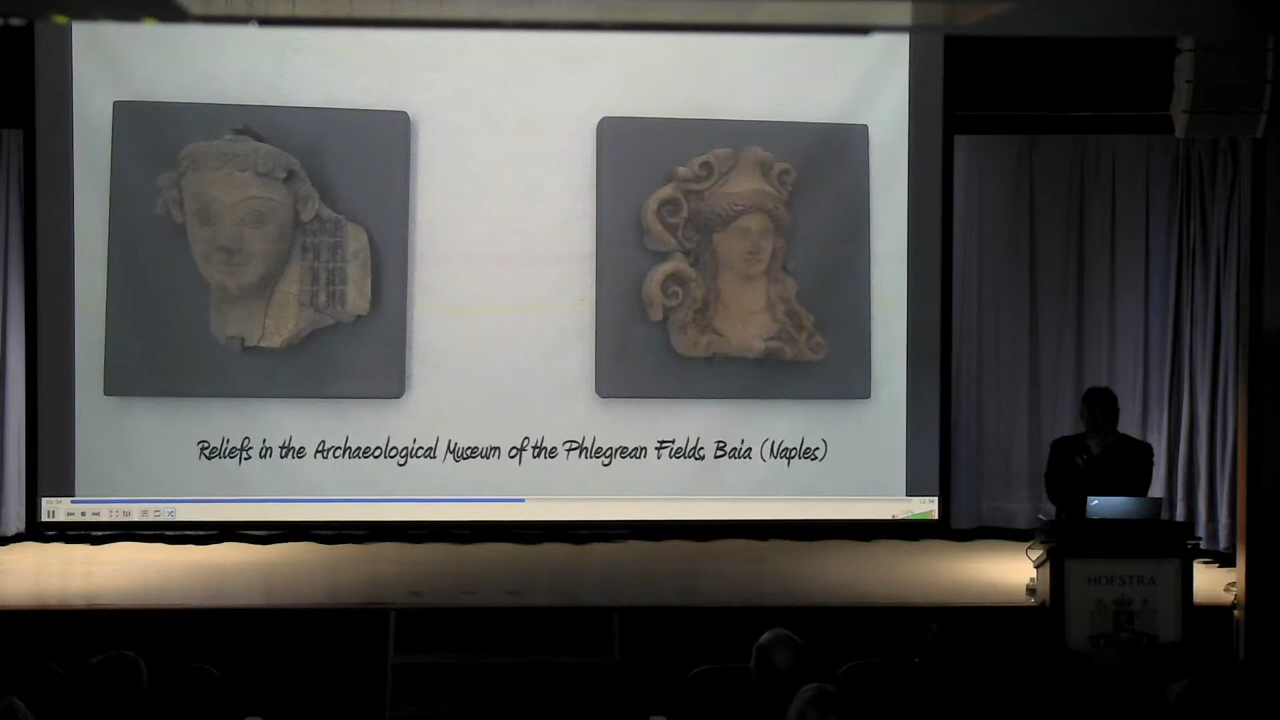 Reliefs in the Archaeological Museum of the Phlegrean Fields, Baia (Naples)
HOFSTRA